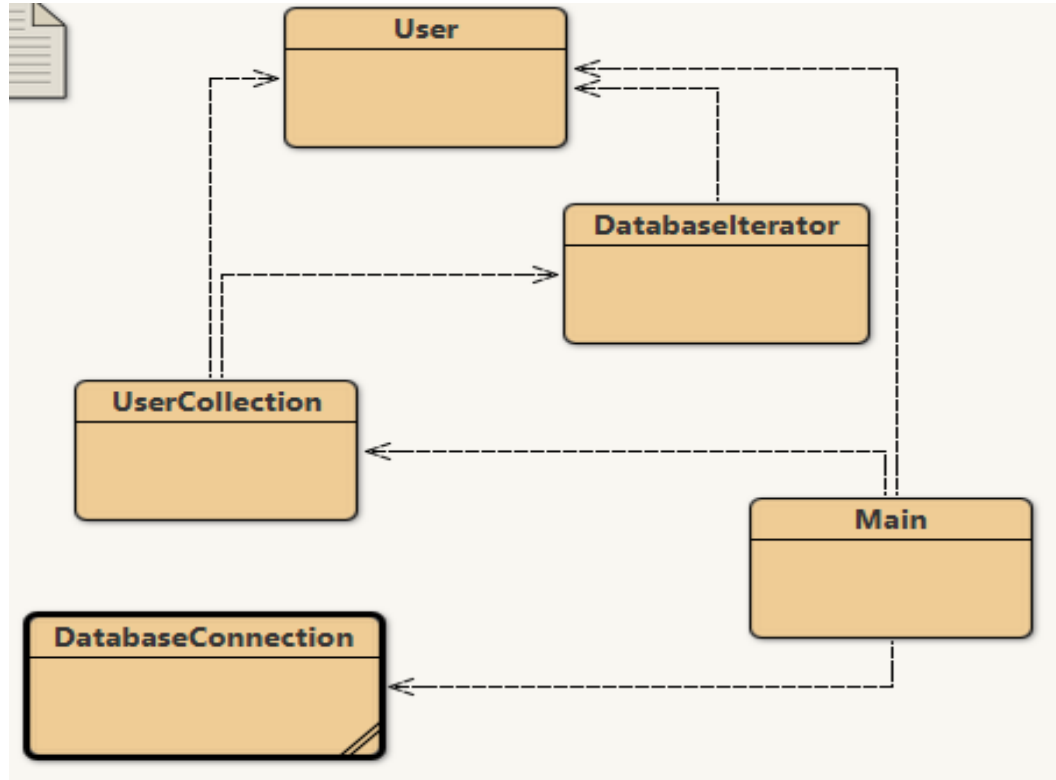 User
DatabaseIterator
UserCollection
Main
DatabaseConnection